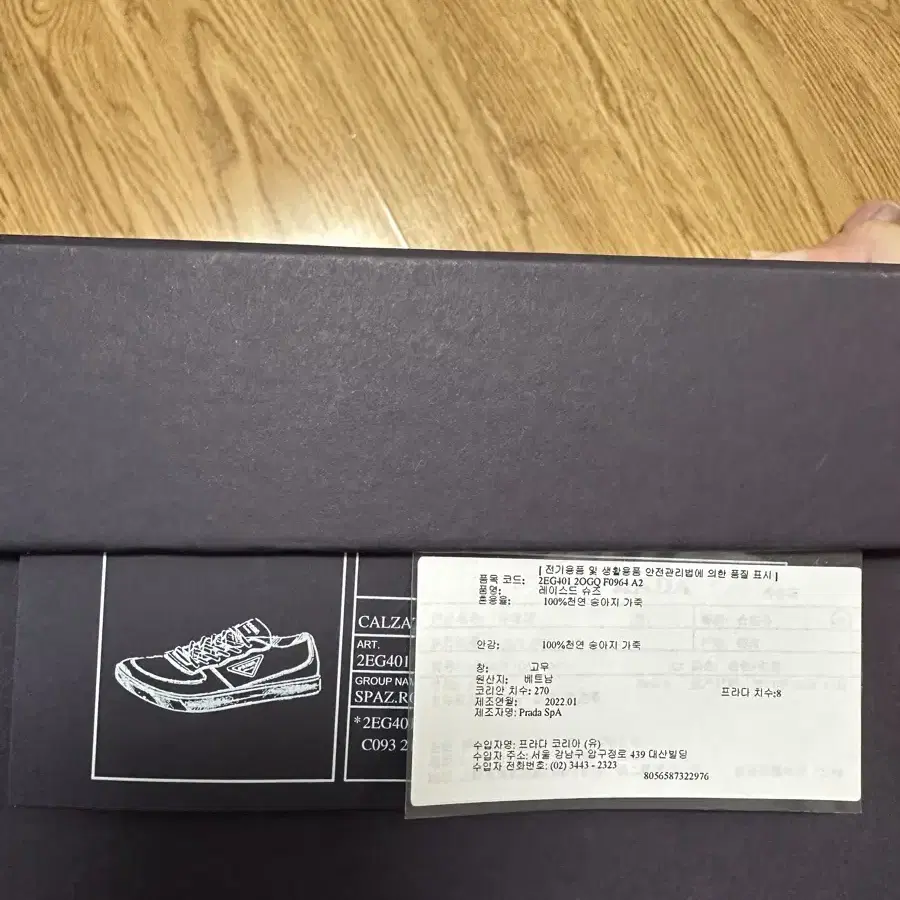 CALZA
ART.
2EG401
GROUP NA
SPAZ.RO
*2EG40
C093 2
[ 전기용품 및 생활용품 안전관리법에 의한 품질 표시 ]
품목 코드: 2EG401 2OGQ F0964 A2
품명: 레이스드 슈즈
혼용율: 100%천연 송아지 가죽
안감: 100%천연 송아지 가죽
창: 고무
원산지: 베트남
코리안 치수: 270 프라다 치수:8
제조연월: 2022.01
제조자명: Prada SpA
수입자명: 프라다 코리아 (유)
수입자 주소: 서울 강남구 압구정로 439 대산빌딩
수입자 전화번호: (02) 3443 - 2323
8056587322976